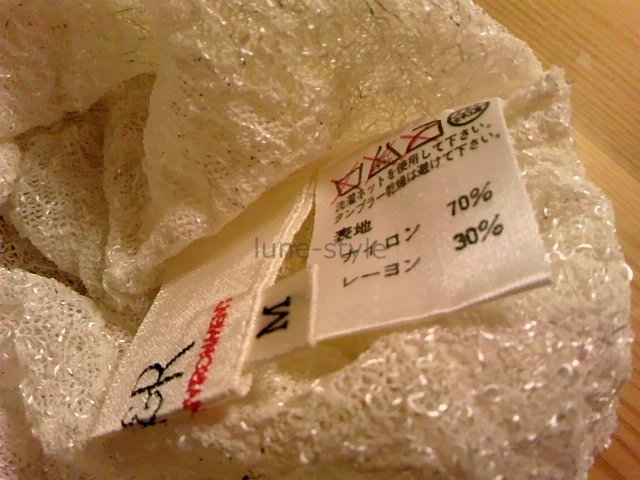 洗濯ネットを使用して下さい。
タンブラー乾燥は避けて下さい。
表地
ナイロン 70%
レーヨン 30%
lune-style
M